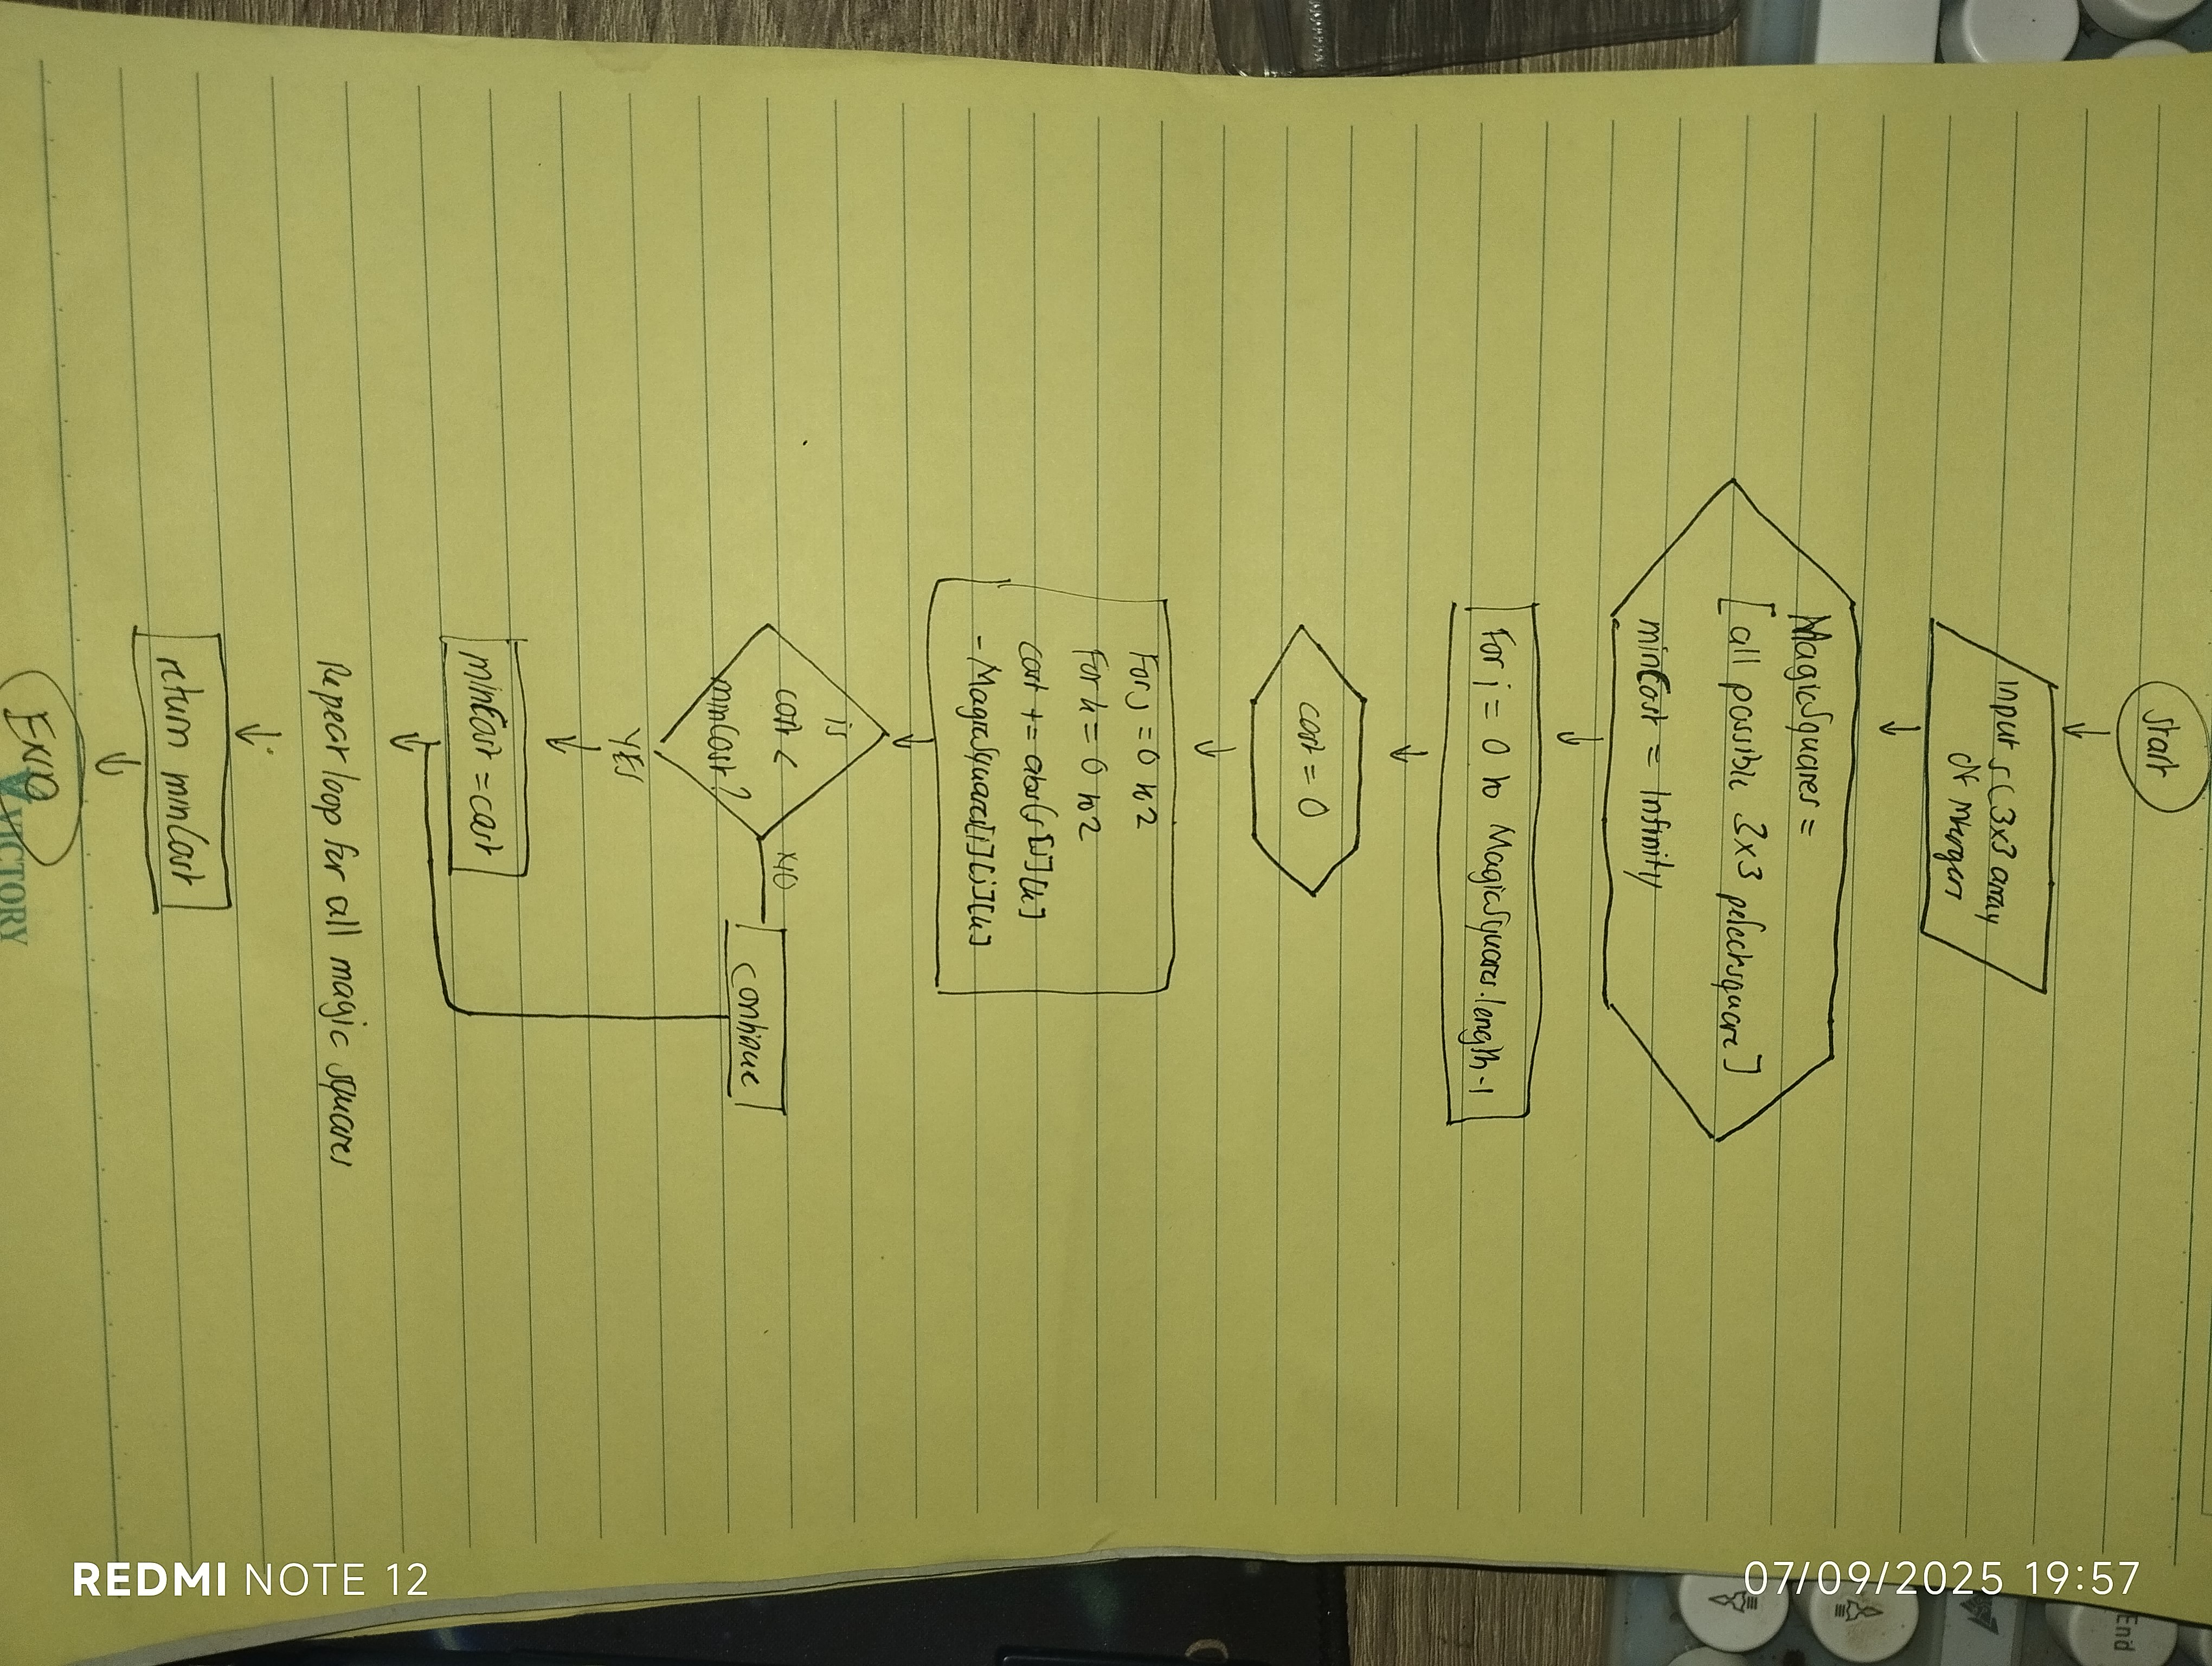 Start
Input s (3x3 array
of integers
MagicSquares =
[all possible 3x3 pefectsquare]
minCost = Infinity
For i = 0 to MagicSquares.length-1
cost = 0
For j = 0 to 2
For k = 0 to 2
cost += abs(s[j][k]
- MagicSquares[i][j][k]
is
cost <
minCost?
NO
continue
YES
minCost = cost
Repeat loop for all magic squares
return minCost
END
VICTORY
End
REDMI NOTE 12
07/09/2025 19:57